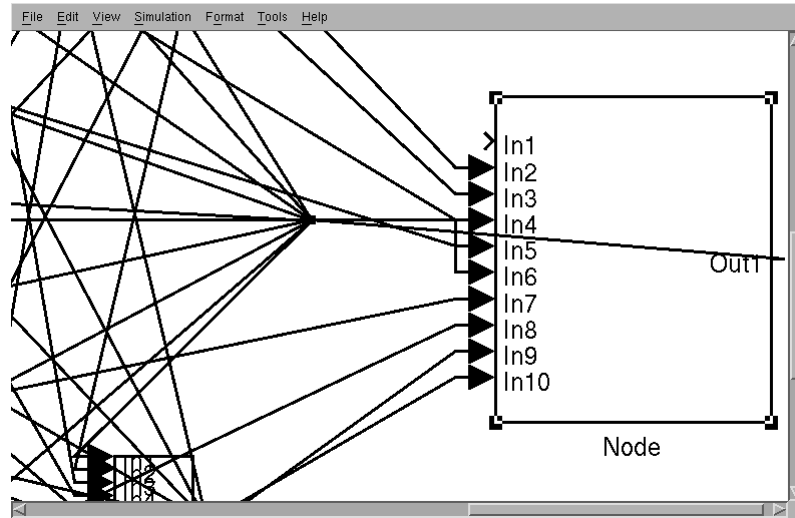 File Edit View Simulation Format Tools Help
In1
In2
In3
In4
In5
Out1
In6
In7
In8
In9
In10
Node